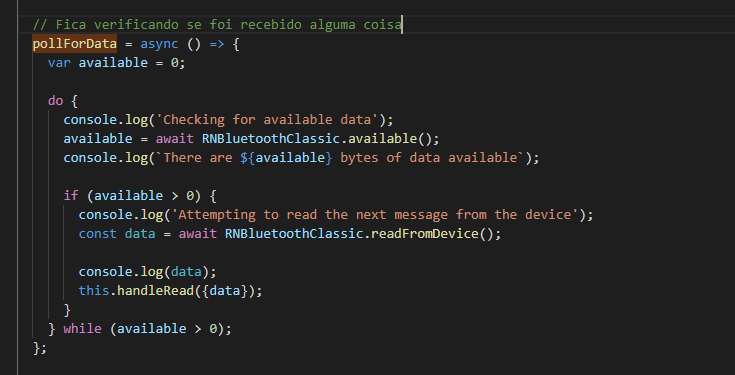 // Fica verificando se foi recebido alguma coisa
pollForData = async () => {
var available = 0;
do {
console.log('Checking for available data');
available = await RNBluetoothClassic.available();
console.log(`There are ${available} bytes of data available`);
if (available > 0) {
console.log('Attempting to read the next message from the device');
const data = await RNBluetoothClassic.readFromDevice();
console.log(data);
this.handleRead({data});
}
} while (available > 0);
};